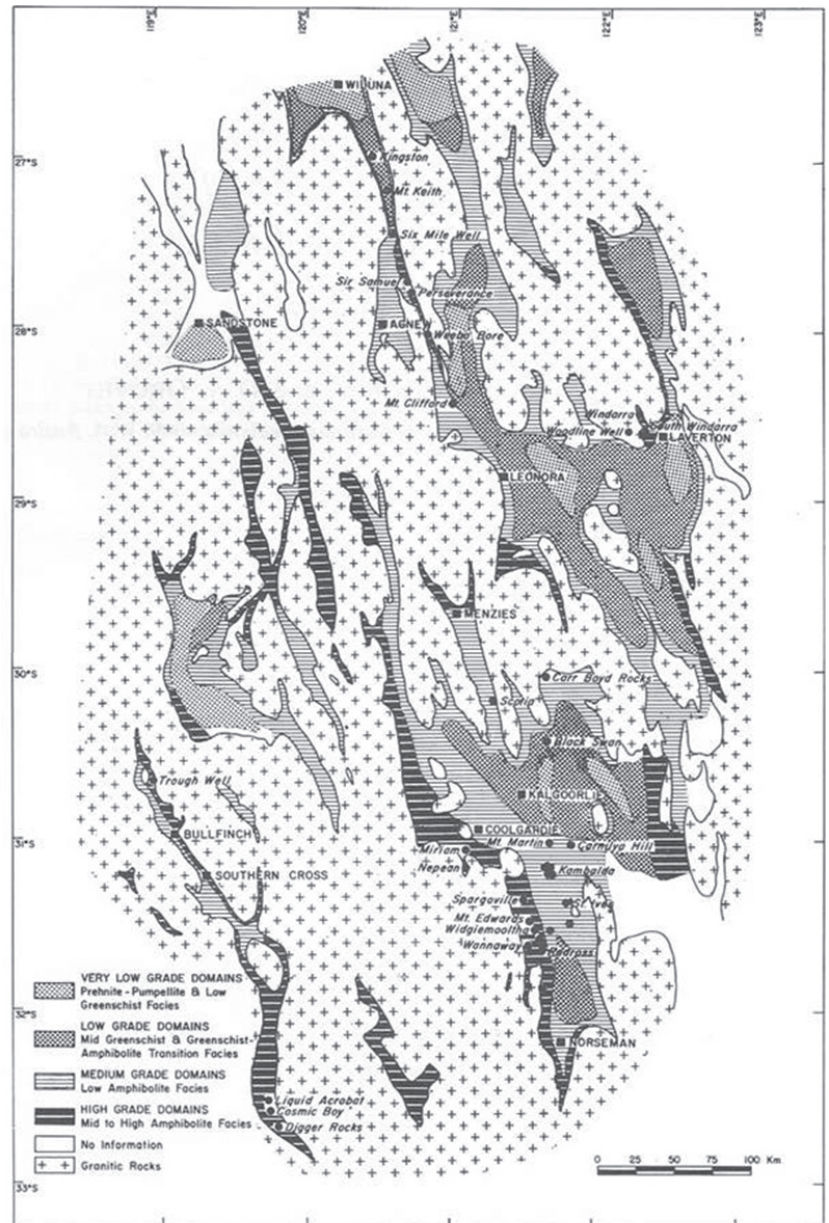 119°E
120°E
121°E
122°E
123°E
WILUNA
27°S
Kingston
Mt. Keith
Six Mile Well
Sir Samuel
Perseverance
28°S
SANDSTONE
AGNEW
Weebo Bore
Mt. Clifford
Windarra
South Windarra
Woodline Well
LAVERTON
29°S
LEONORA
MENZIES
30°S
Carr Boyd Rocks
Scotia
Black Swan
Trough Well
KALGOORLIE
31°S
BULLFINCH
COOLGARDIE
Mt. Martin
Carnilya Hill
Miriam
Nepean
Kambalda
SOUTHERN CROSS
Spargoville
St Ives
Mt. Edwards
Widgiemooltha
Wannaway
Redross
VERY LOW GRADE DOMAINS
Prehnite-Pumpellite & Low
Greenschist Facies
32°S
LOW GRADE DOMAINS
Mid Greenschist & Greenschist-
Amphibolite Transition Facies
NORSEMAN
MEDIUM GRADE DOMAINS
Low Amphibolite Facies
HIGH GRADE DOMAINS
Mid to High Amphibolite Facies
Liquid Acrobat
Cosmic Boy
Digger Rocks
No Information
Granitic Rocks
0 25 50 75 100 Km.
33°S